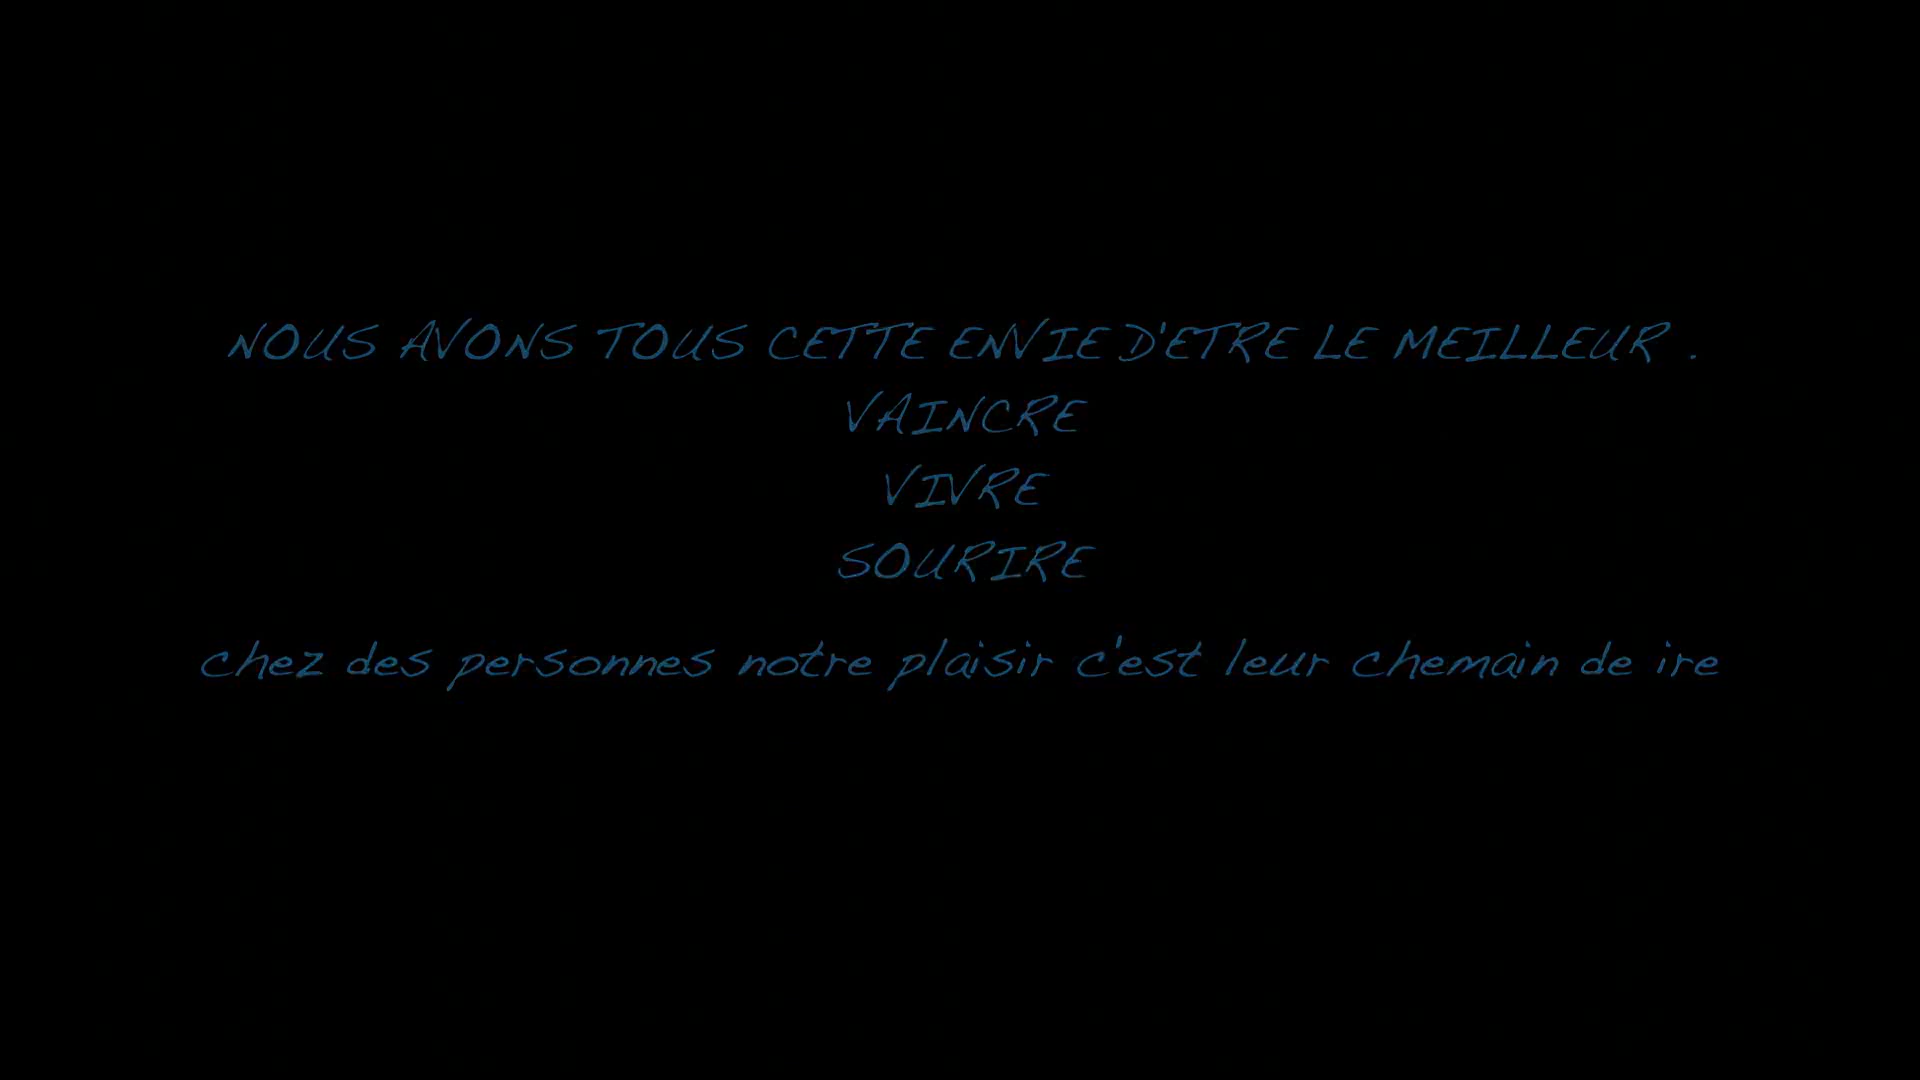 NOUS AVONS TOUS CETTE ENVIE D'ETRE LE MEILLEUR .
VAINCRE
VIVRE
SOURIRE
chez des personnes notre plaisir c'est leur chemain de ire